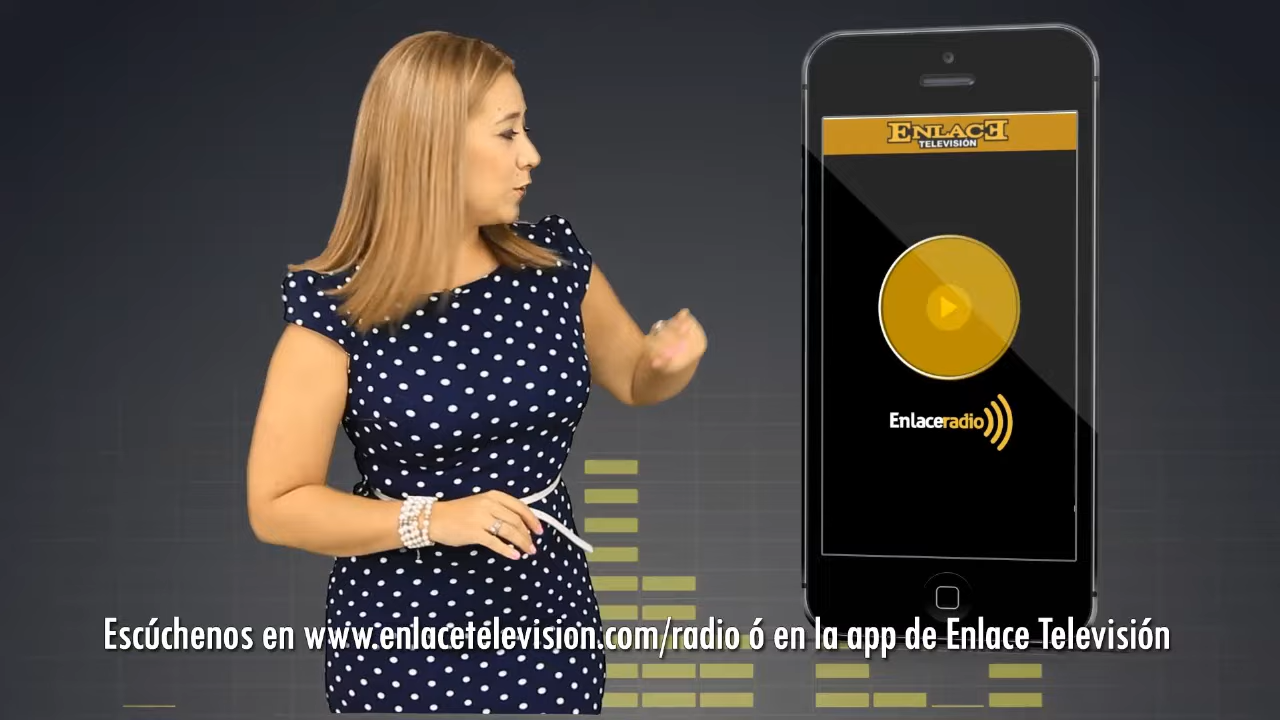 ENLACE
TELEVISIÓN
Enlaceradio
Escúchenos en www.enlacetelevision.com/radio ó en la app de Enlace Televisión